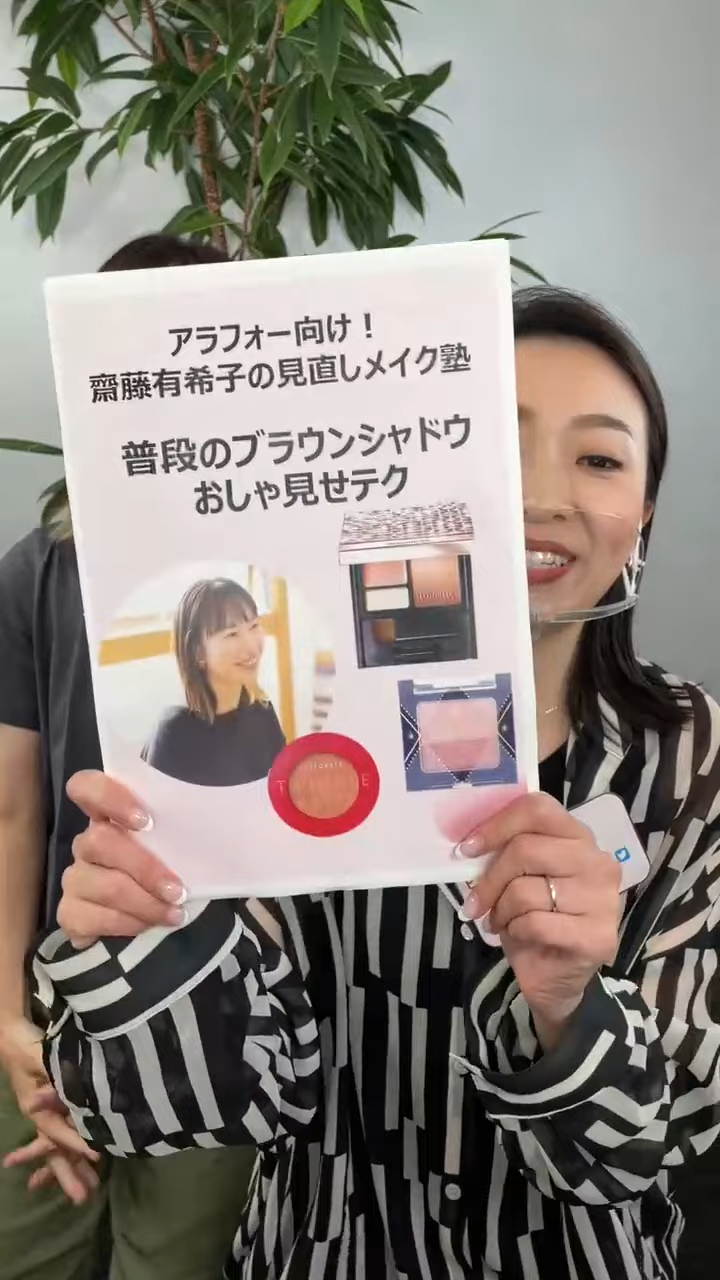 アラフォー向け！
齋藤有希子の見直しメイク塾
普段のブラウンシャドウ
おしゃ見せテク